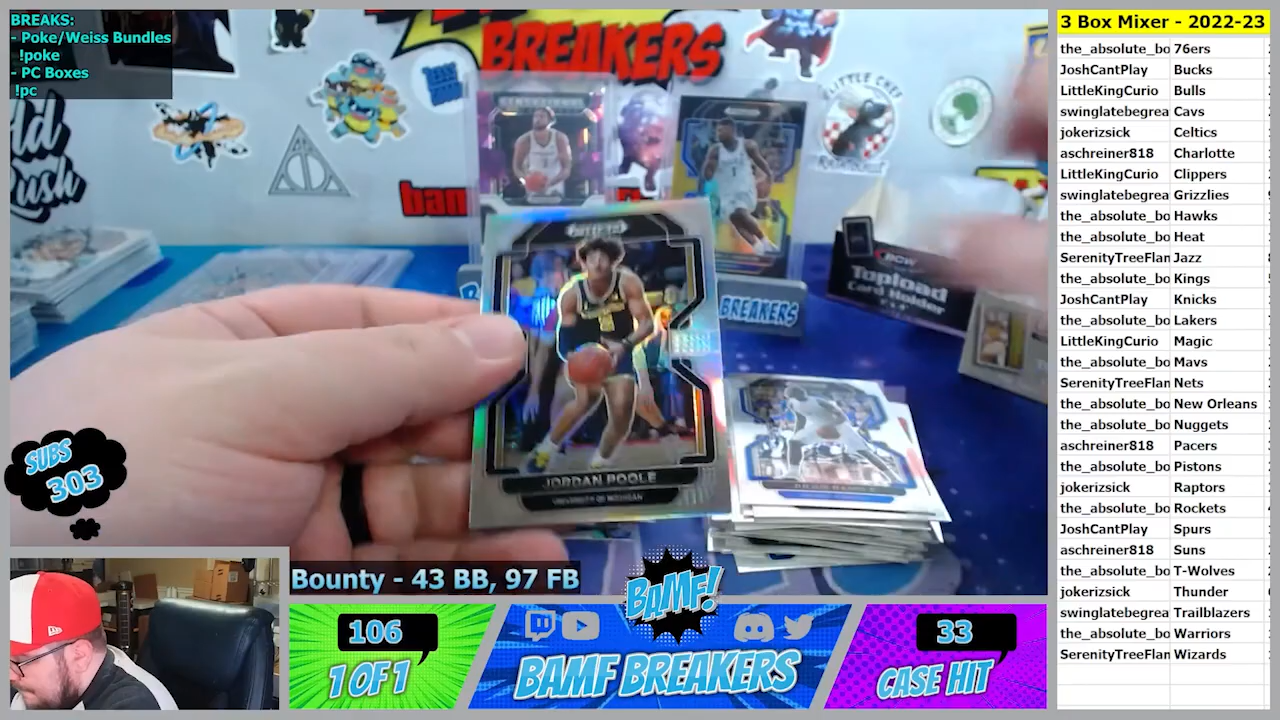 BREAKS:
- Poke/Weiss Bundles
!poke
- PC Boxes
!pc
BREAKERS
ban
BREAKERS
Topload
Card Holder
JORDAN POOLE
UNIVERSITY OF MICHIGAN
SUBS
303
Bounty - 43 BB, 97 FB
BAMF!
106
1 OF 1
BAMF BREAKERS
33
CASE HIT
3 Box Mixer - 2022-23
the_absolute_bo 76ers
JoshCantPlay Bucks
LittleKingCurio Bulls
swinglatebegrea Cavs
jokerizsick Celtics
aschreiner818 Charlotte
LittleKingCurio Clippers
swinglatebegrea Grizzlies
the_absolute_bo Hawks
the_absolute_bo Heat
SerenityTreeFlan Jazz
the_absolute_bo Kings
JoshCantPlay Knicks
the_absolute_bo Lakers
LittleKingCurio Magic
the_absolute_bo Mavs
SerenityTreeFlan Nets
the_absolute_bo New Orleans
the_absolute_bo Nuggets
aschreiner818 Pacers
the_absolute_bo Pistons
jokerizsick Raptors
the_absolute_bo Rockets
JoshCantPlay Spurs
aschreiner818 Suns
the_absolute_bo T-Wolves
jokerizsick Thunder
swinglatebegrea Trailblazers
the_absolute_bo Warriors
SerenityTreeFlan Wizards